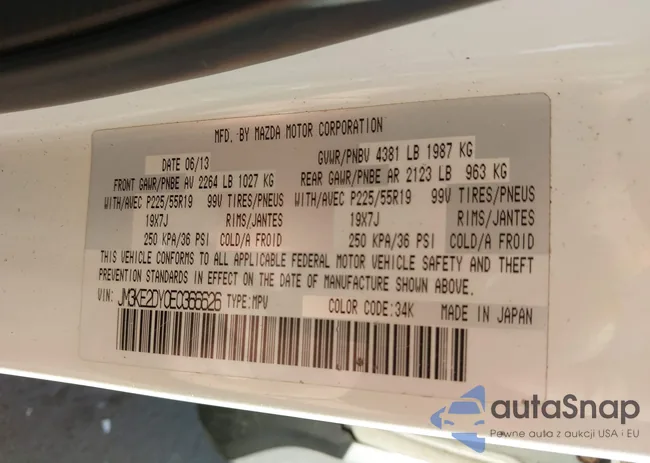 MFD. BY MAZDA MOTOR CORPORATION
DATE 06/13 GVWR/PNBV 4381 LB 1987 KG
FRONT GAWR/PNBE AV 2264 LB 1027 KG REAR GAWR/PNBE AR 2123 LB 963 KG
WITH/AVEC P225/55R19 99V TIRES/PNEUS WITH/AVEC P225/55R19 99V TIRES/PNEUS
19X7J RIMS/JANTES 19X7J RIMS/JANTES
250 KPA/36 PSI COLD/A FROID 250 KPA/36 PSI COLD/A FROID
THIS VEHICLE CONFORMS TO ALL APPLICABLE FEDERAL MOTOR VEHICLE SAFETY AND THEFT
PREVENTION STANDARDS IN EFFECT ON THE DATE OF MANUFACTURE SHOWN ABOVE.
VIN: JM3KE2DY0E0366626 TYPE:MPV COLOR CODE:34K MADE IN JAPAN
autaSnap
Pewne auta z aukcji USA i EU